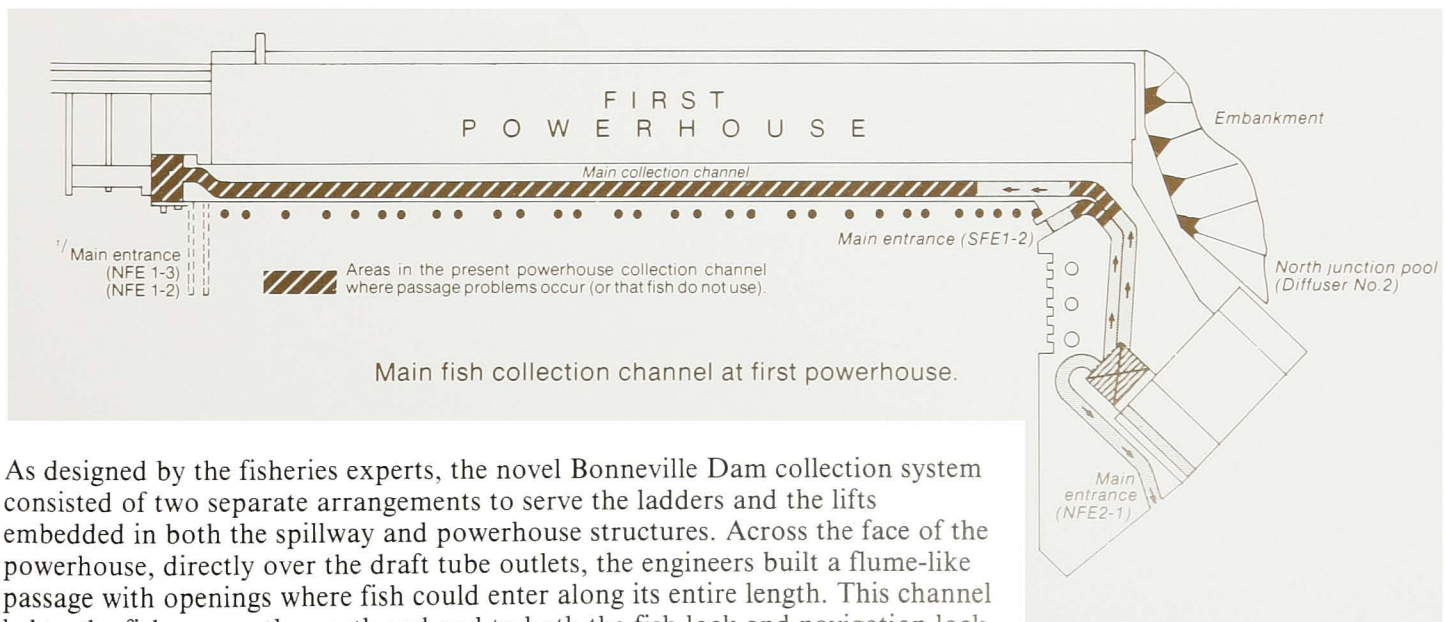 FIRST
POWERHOUSE
Main collection channel
Embankment
Main entrance (SFE1-2)
1/ Main entrance
(NFE 1-3)
(NFE 1-2)
Areas in the present powerhouse collection channel
where passage problems occur (or that fish do not use).
North junction pool
(Diffuser No.2)
Main fish collection channel at first powerhouse.
Main
entrance
(NFE2-1)
As designed by the fisheries experts, the novel Bonneville Dam collection system
consisted of two separate arrangements to serve the ladders and the lifts
embedded in both the spillway and powerhouse structures. Across the face of the
powerhouse, directly over the draft tube outlets, the engineers built a flume-like
passage with openings where fish could enter along its entire length. This channel